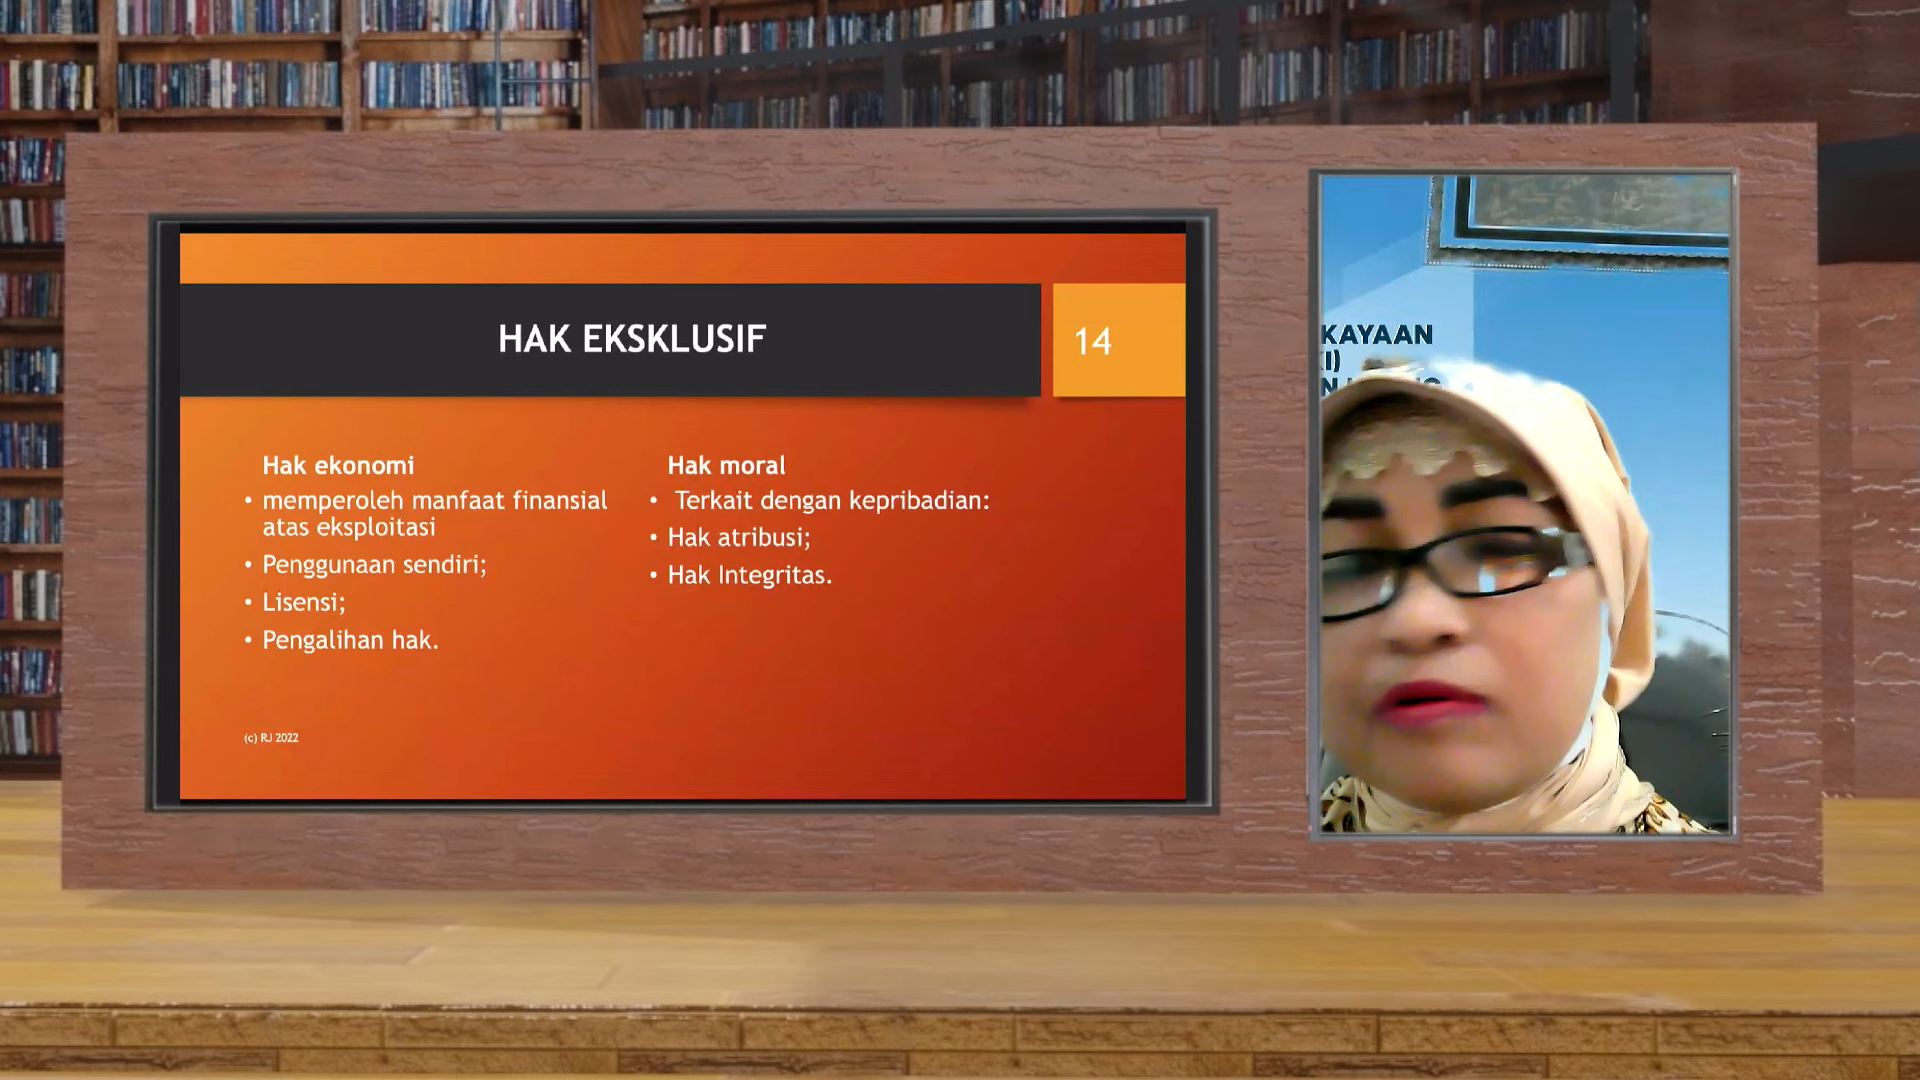 HAK EKSKLUSIF
14
Hak ekonomi
• memperoleh manfaat finansial
atas eksploitasi
• Penggunaan sendiri;
• Lisensi;
• Pengalihan hak.
Hak moral
• Terkait dengan kepribadian:
• Hak atribusi;
• Hak Integritas.
(c) RJ 2022
KAYAAN
I)